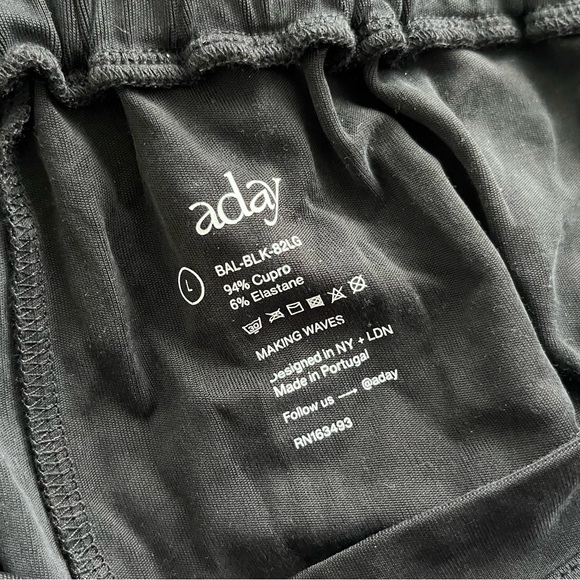 aday
L
BAL-BLK-82LG
94% Cupro
6% Elastane
30
MAKING WAVES
Designed in NY + LDN
Made in Portugal
Follow us → @aday
RN163493